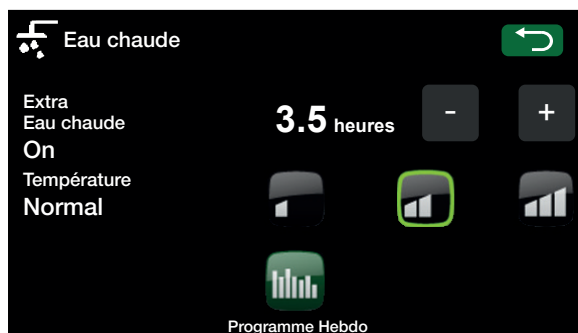 Eau chaude
Extra
Eau chaude
On
3.5 heures
-
+
Température
Normal
Programme Hebdo